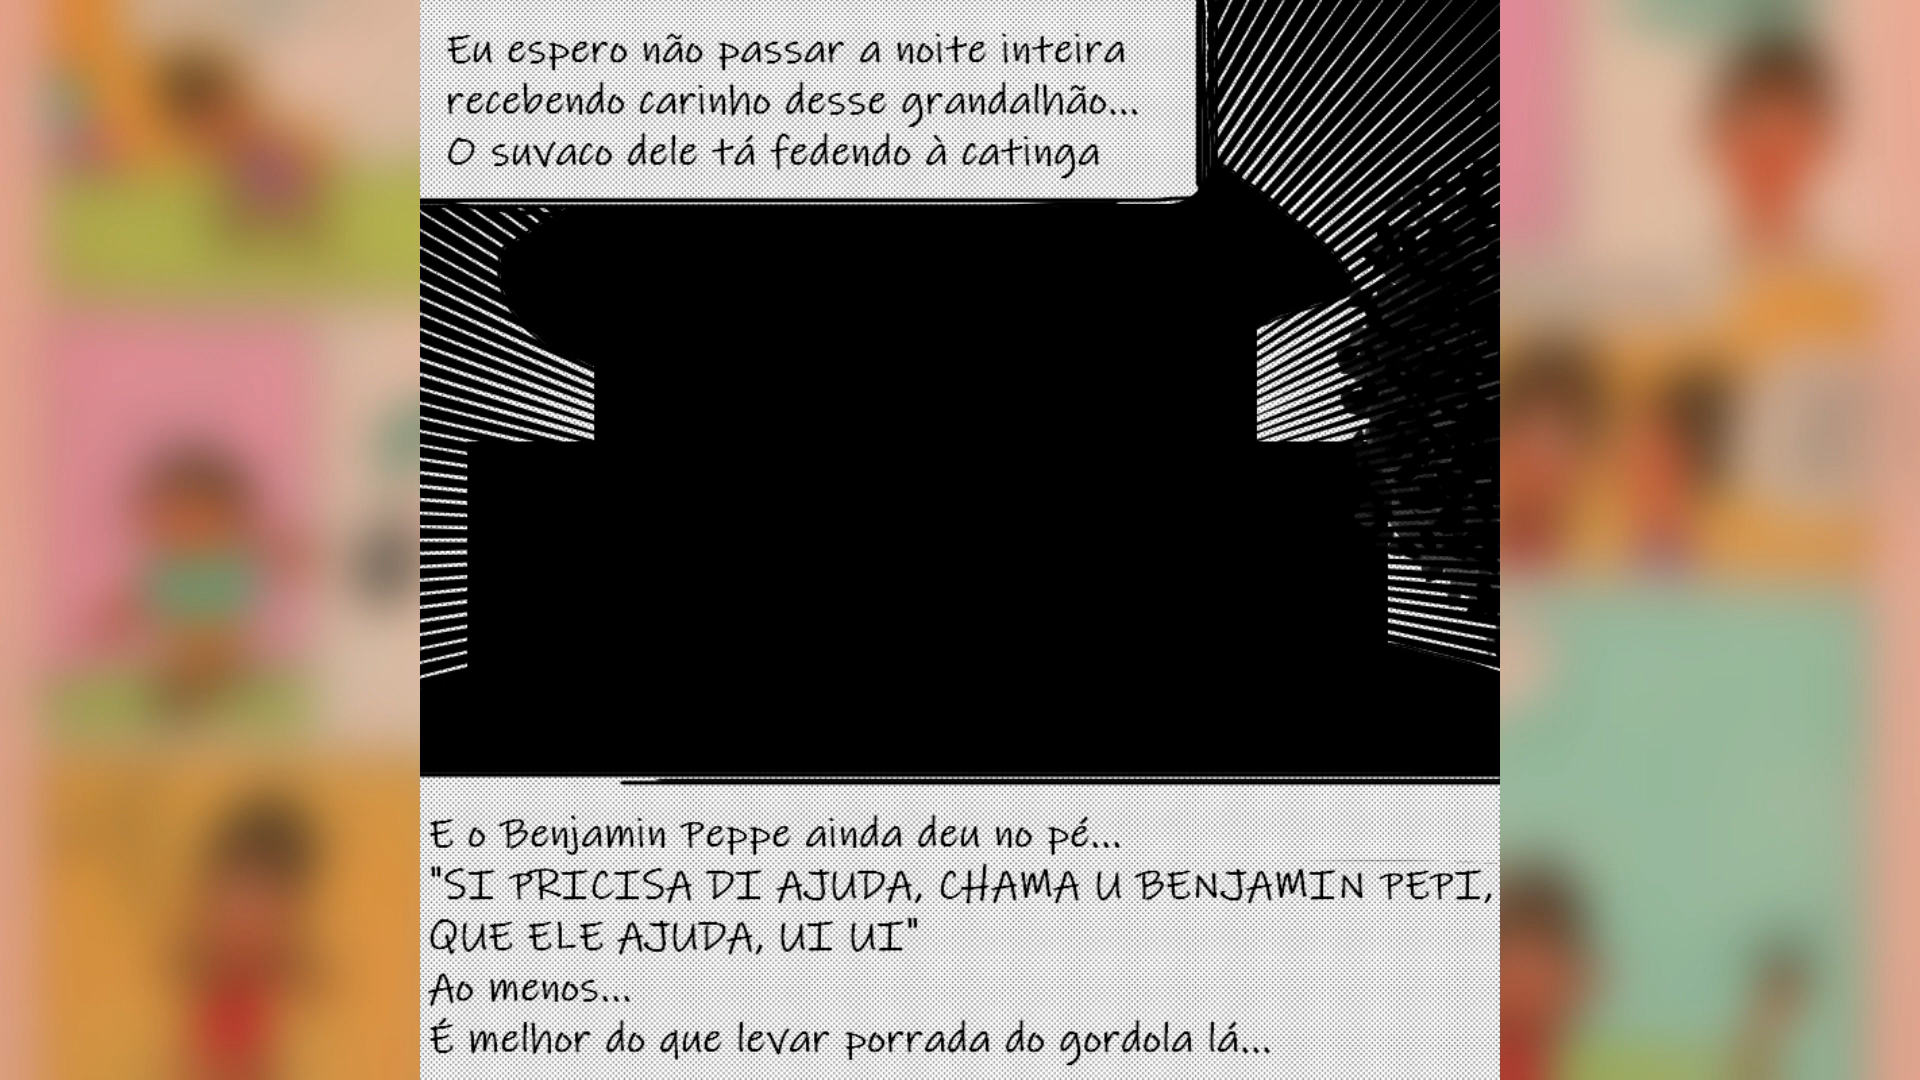 Eu espero não passar a noite inteira
recebendo carinho desse grandalhão...
O suvaco dele tá fedendo à catinga
E o Benjamin Peppe ainda deu no pé...
"SI PRICISA DI AJUDA, CHAMA U BENJAMIN PEPI,
QUE ELE AJUDA, UI UI"
Ao menos...
É melhor do que levar porrada do gordola lá...